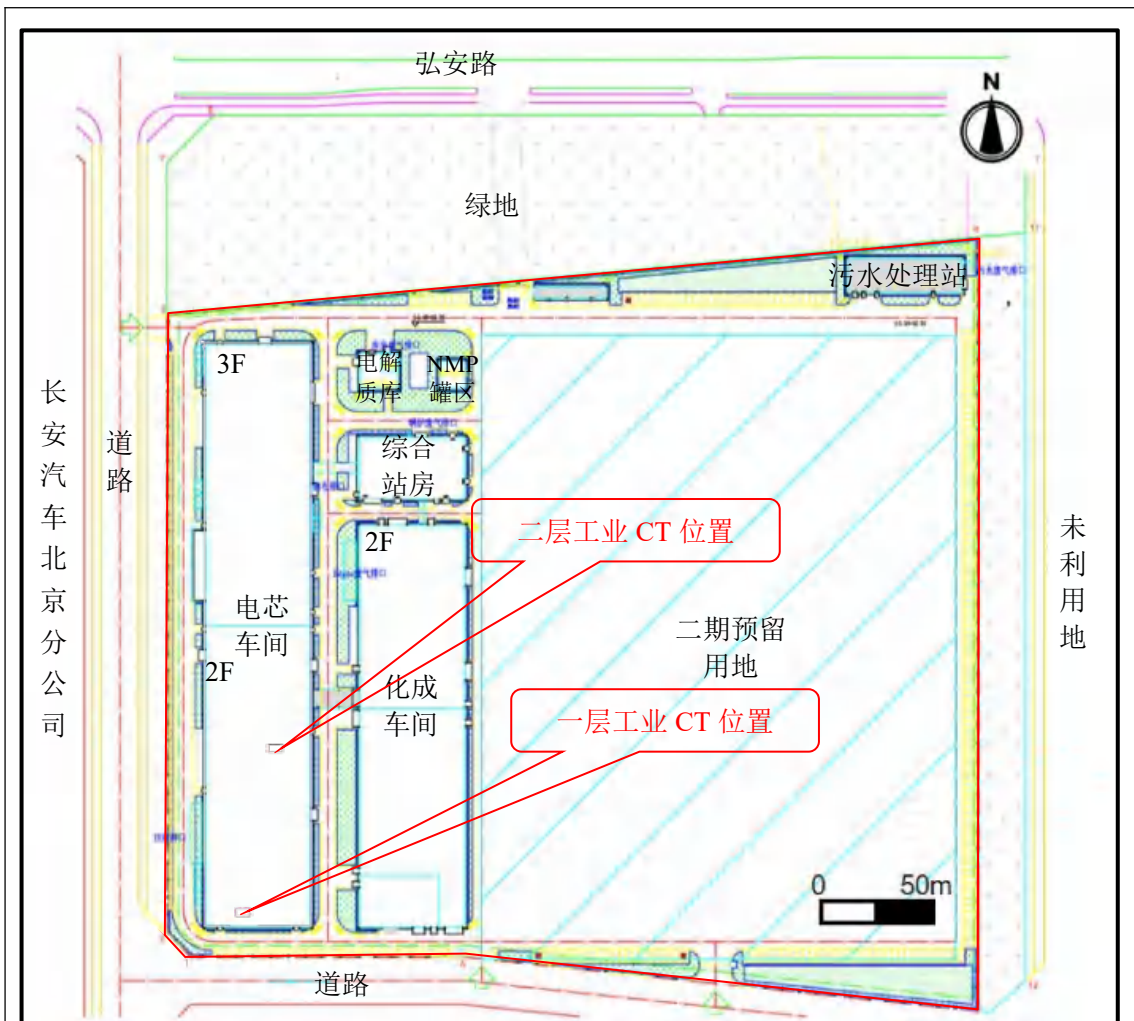 弘安路
N
绿地
污水处理站
3F
电解
质库
NMP
罐区
长安汽车北京分公司
道路
综合
站房
二层工业 CT 位置
2F
未利用地
电芯
车间
二期预留
用地
2F
化成
车间
一层工业 CT 位置
0 50m
道路